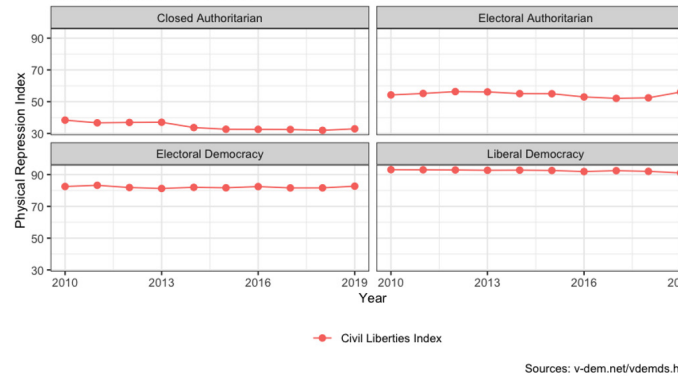 Closed Authoritarian
Electoral Authoritarian
90
70
50
30
Electoral Democracy
Liberal Democracy
90
70
50
30
2010 2013 2016 2019
2010 2013 2016 20
Physical Repression Index
Year
Civil Liberties Index
Sources: v-dem.net/vdemds.h